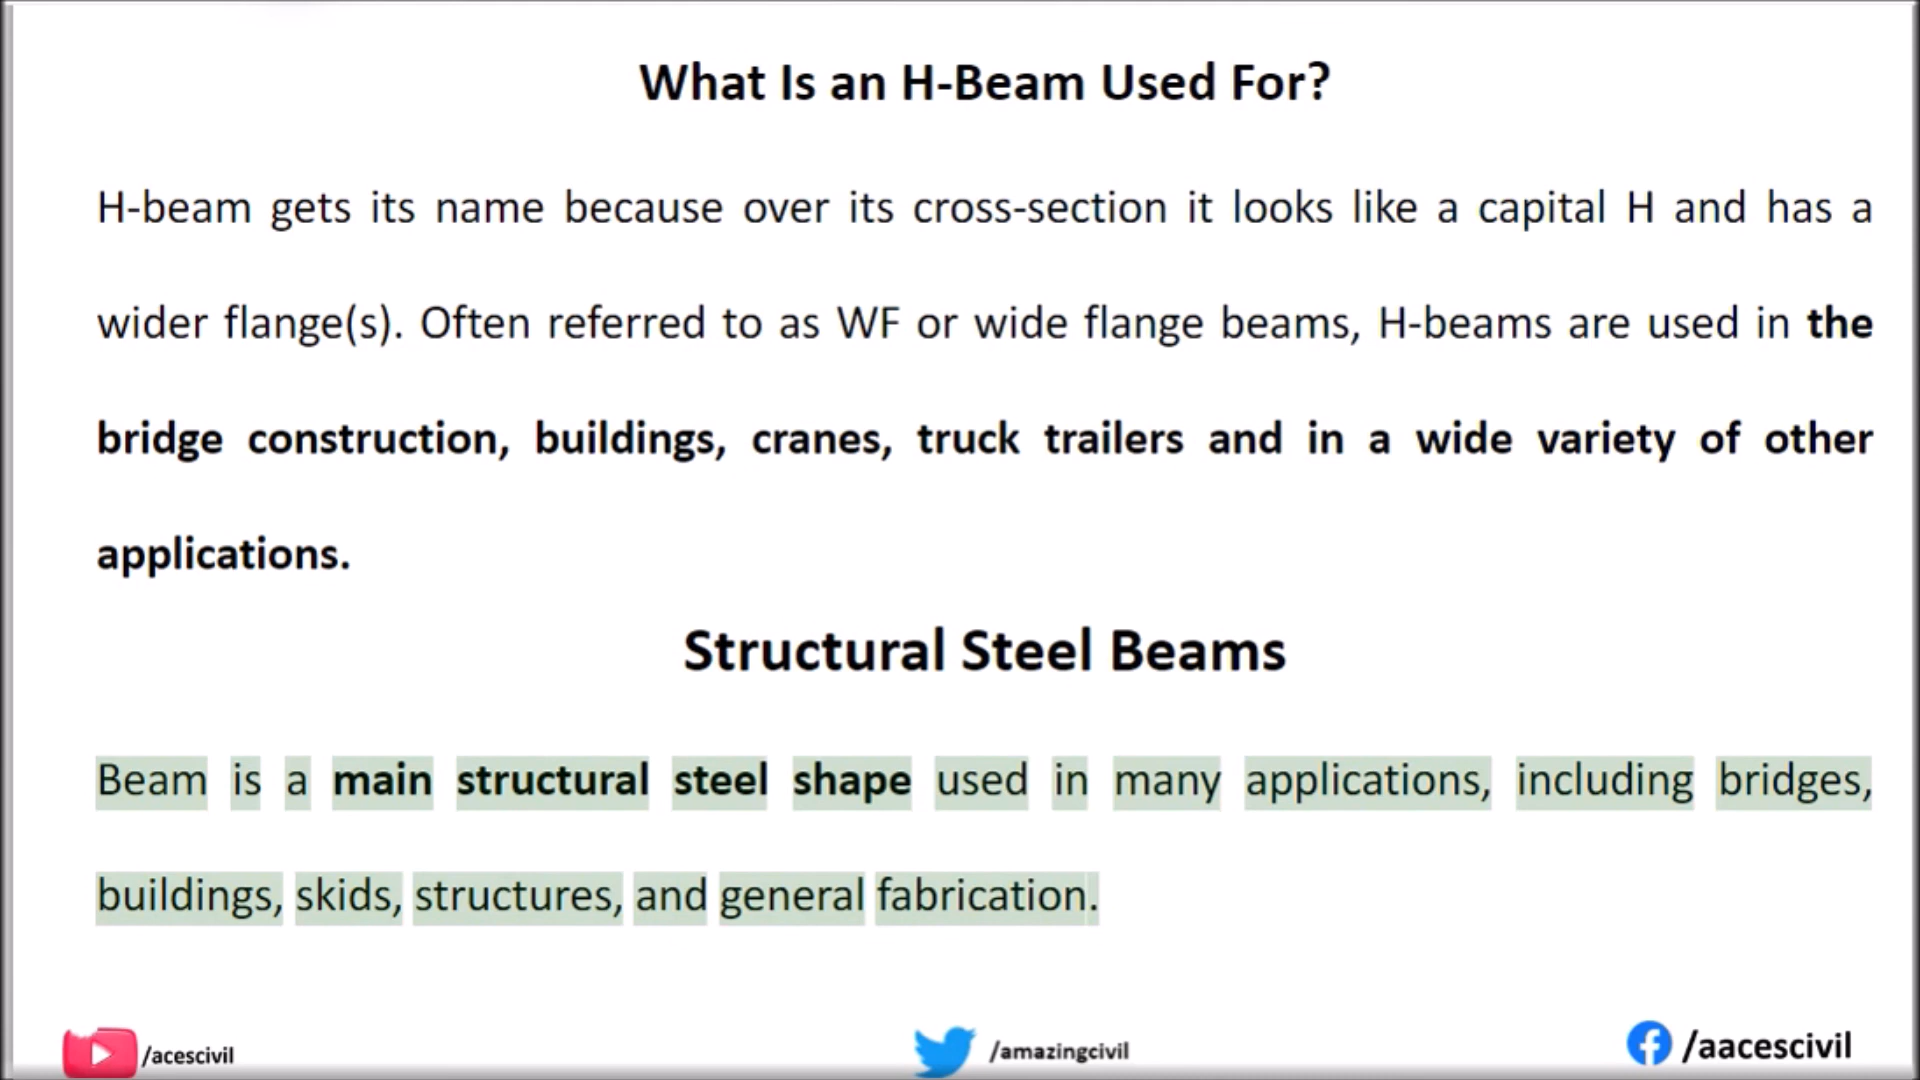 What Is an H-Beam Used For?
H-beam gets its name because over its cross-section it looks like a capital H and has a
wider flange(s). Often referred to as WF or wide flange beams, H-beams are used in the
bridge construction, buildings, cranes, truck trailers and in a wide variety of other
applications.
Structural Steel Beams
Beam is a main structural steel shape used in many applications, including bridges,
buildings, skids, structures, and general fabrication.
/acescivil
/amazingcivil
/aacescivil